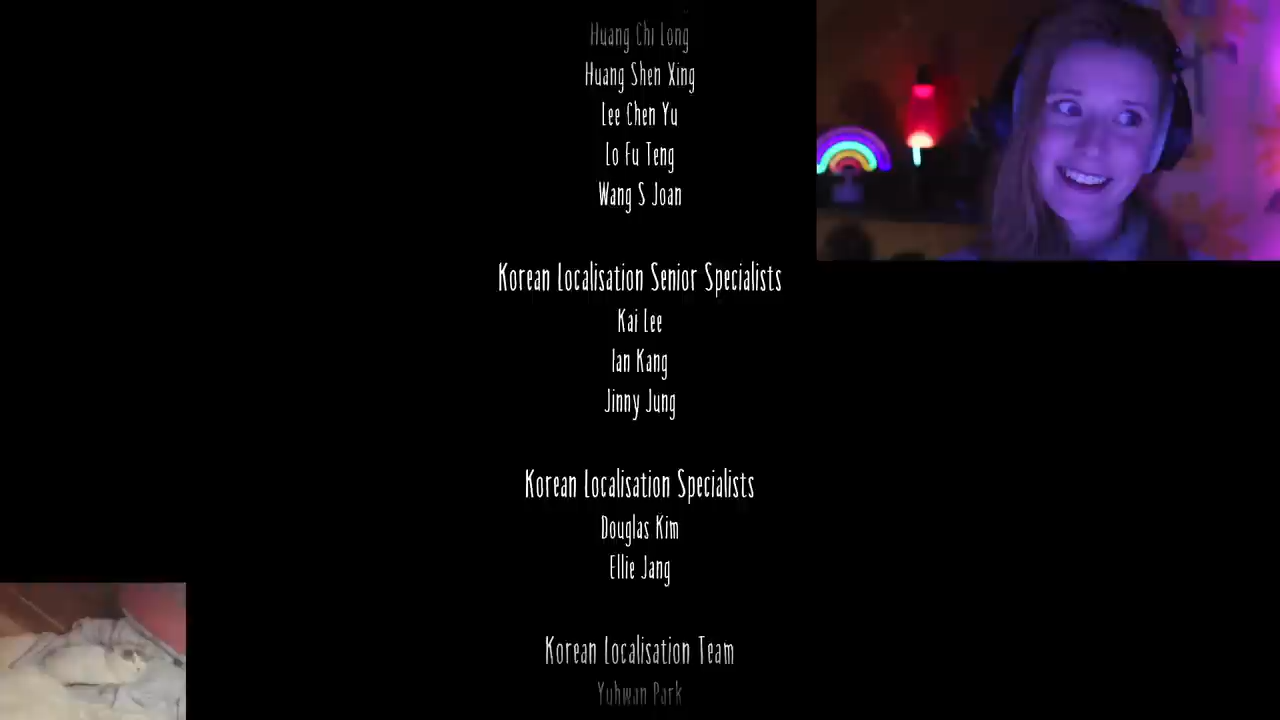 Huang Chi Long
Huang Shen Xing
Lee Chen Yu
Lo Fu Teng
Wang S Joan
Korean Localisation Senior Specialists
Kai Lee
Ian Kang
Jinny Jung
Korean Localisation Specialists
Douglas Kim
Ellie Jang
Korean Localisation Team
Yuhwan Park